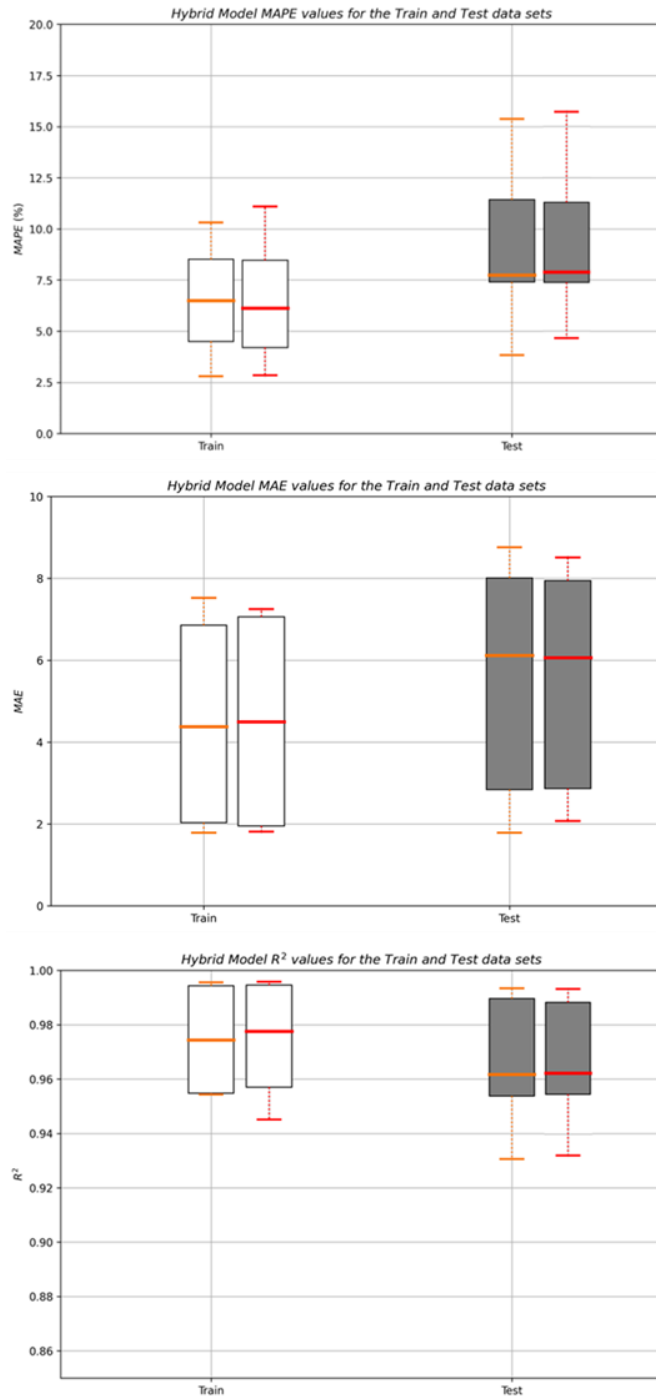 Hybrid Model MAPE values for the Train and Test data sets
20.0
17.5
15.0
12.5
10.0
7.5
5.0
2.5
0.0
MAPE (%)
Train Test
Hybrid Model MAE values for the Train and Test data sets
10
8
6
4
2
0
MAE
Train Test
Hybrid Model R² values for the Train and Test data sets
1.00
0.98
0.96
0.94
0.92
0.90
0.88
0.86
R²
Train Test